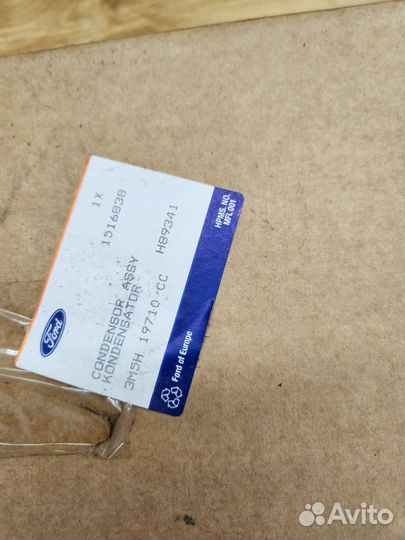 1X
1516838
CONDENSOR ASSY
KONDENSATOR
3M5H 19710 CC H89341
Ford
Ford of Europe
HPMS. NO.
MFL001
Avito